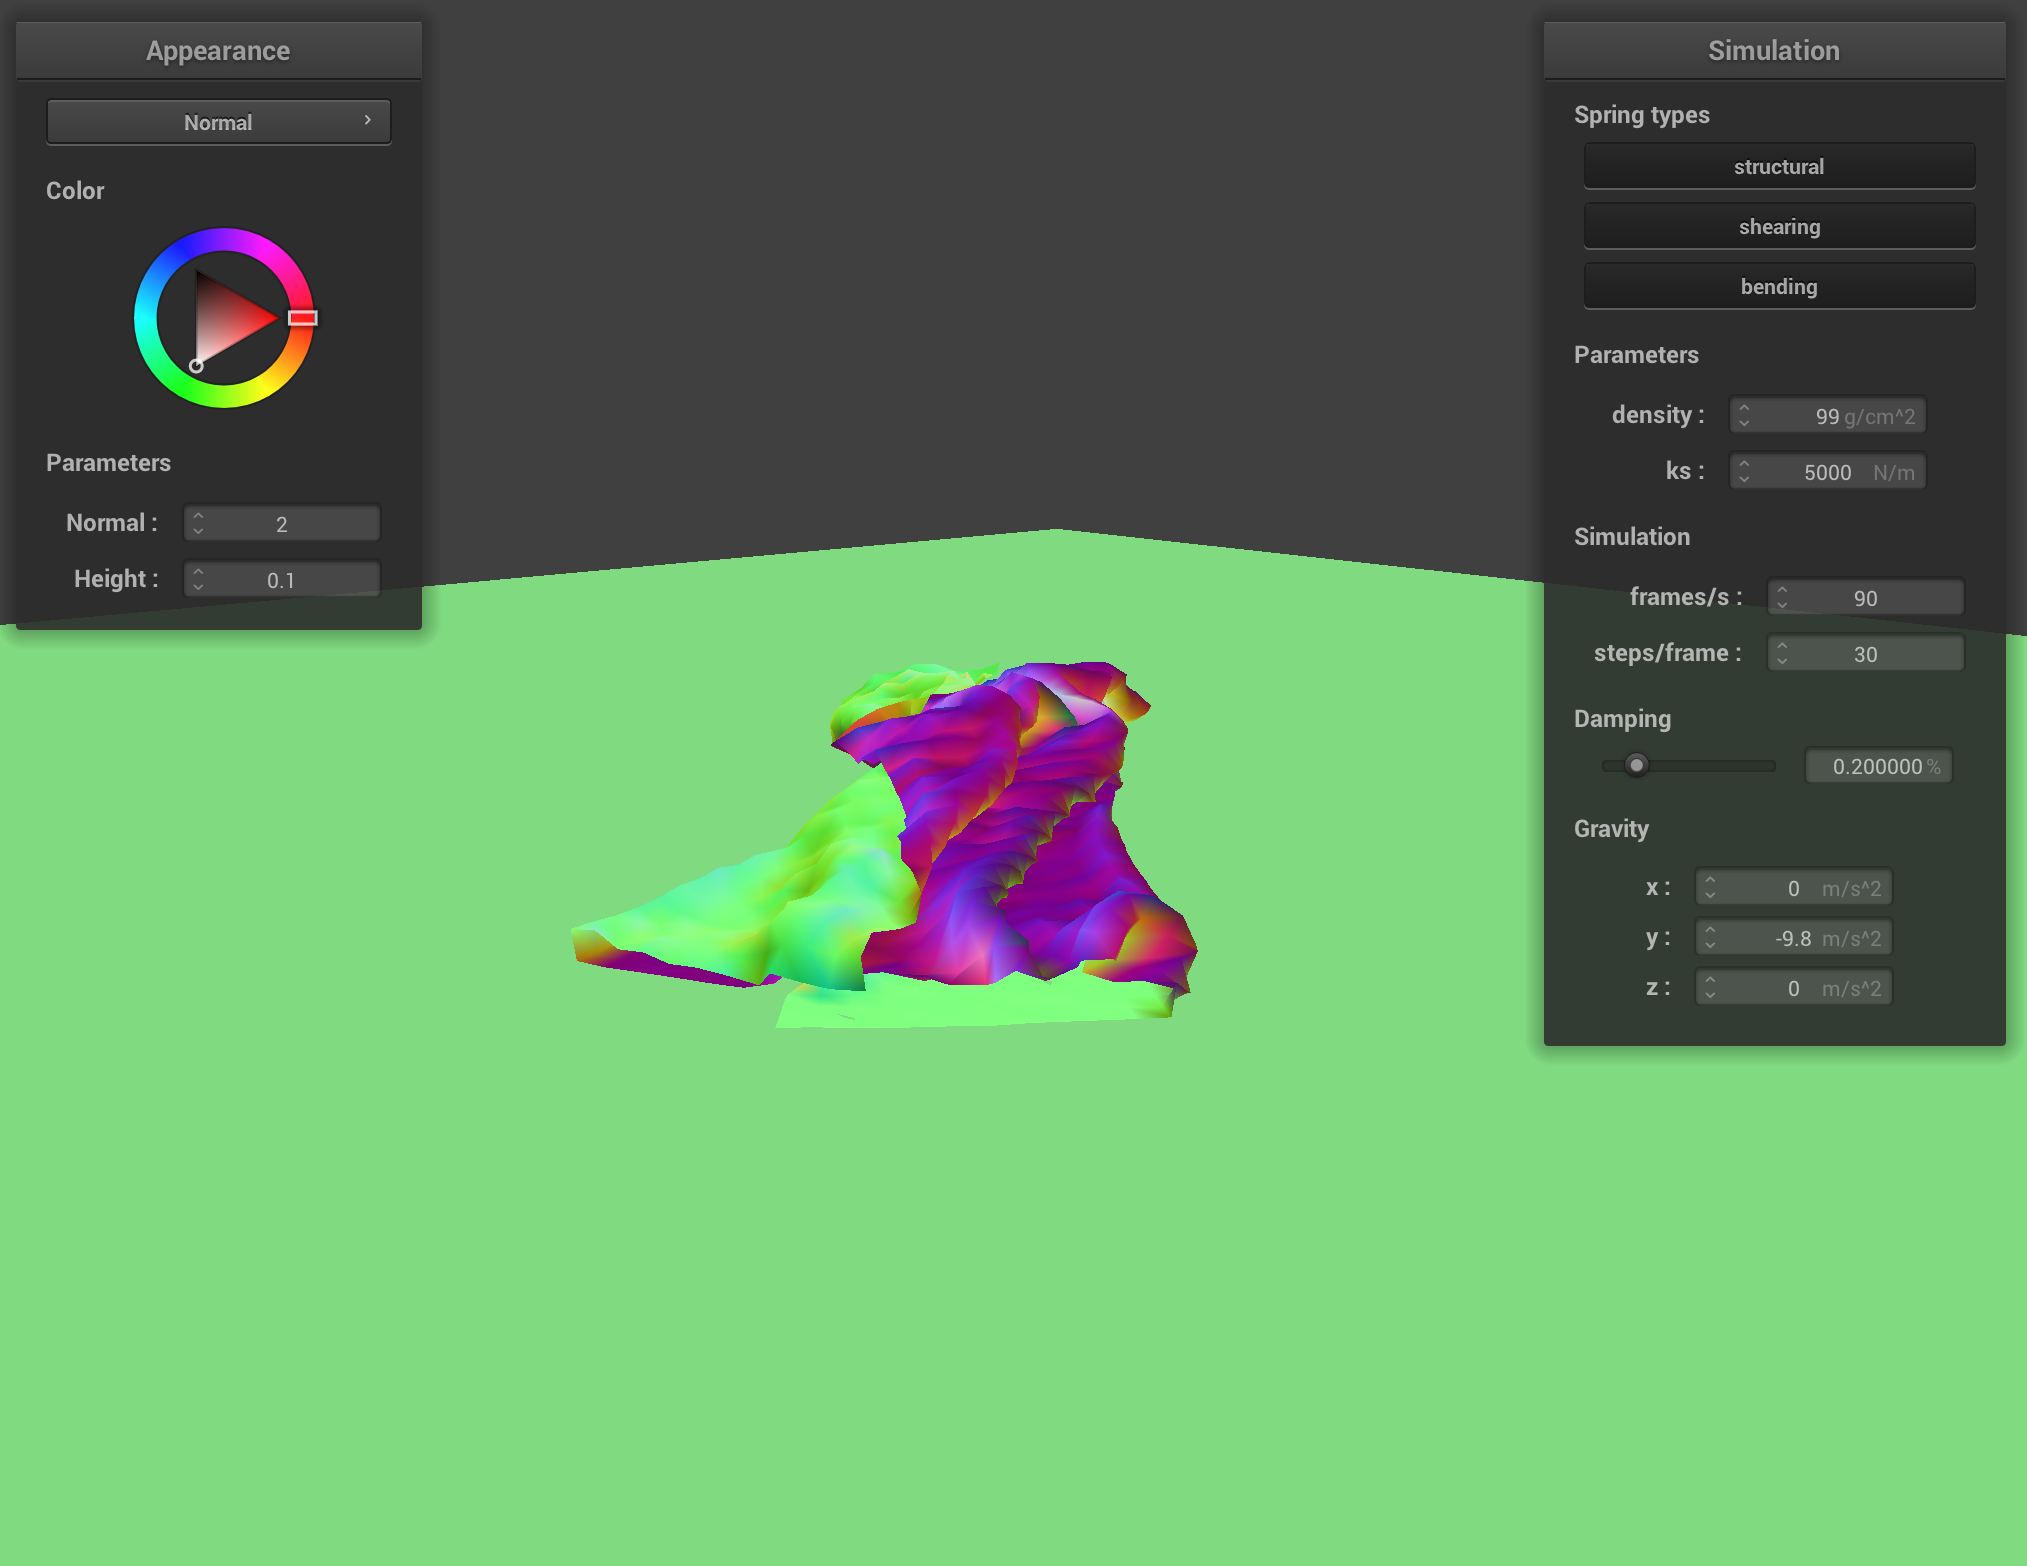 Appearance
Normal
Color
Parameters
Normal : 2
Height : 0.1
Simulation
Spring types
structural
shearing
bending
Parameters
density : 99 g/cm^2
ks : 5000 N/m
Simulation
frames/s : 90
steps/frame : 30
Damping
0.200000 %
Gravity
x : 0 m/s^2
y : -9.8 m/s^2
z : 0 m/s^2